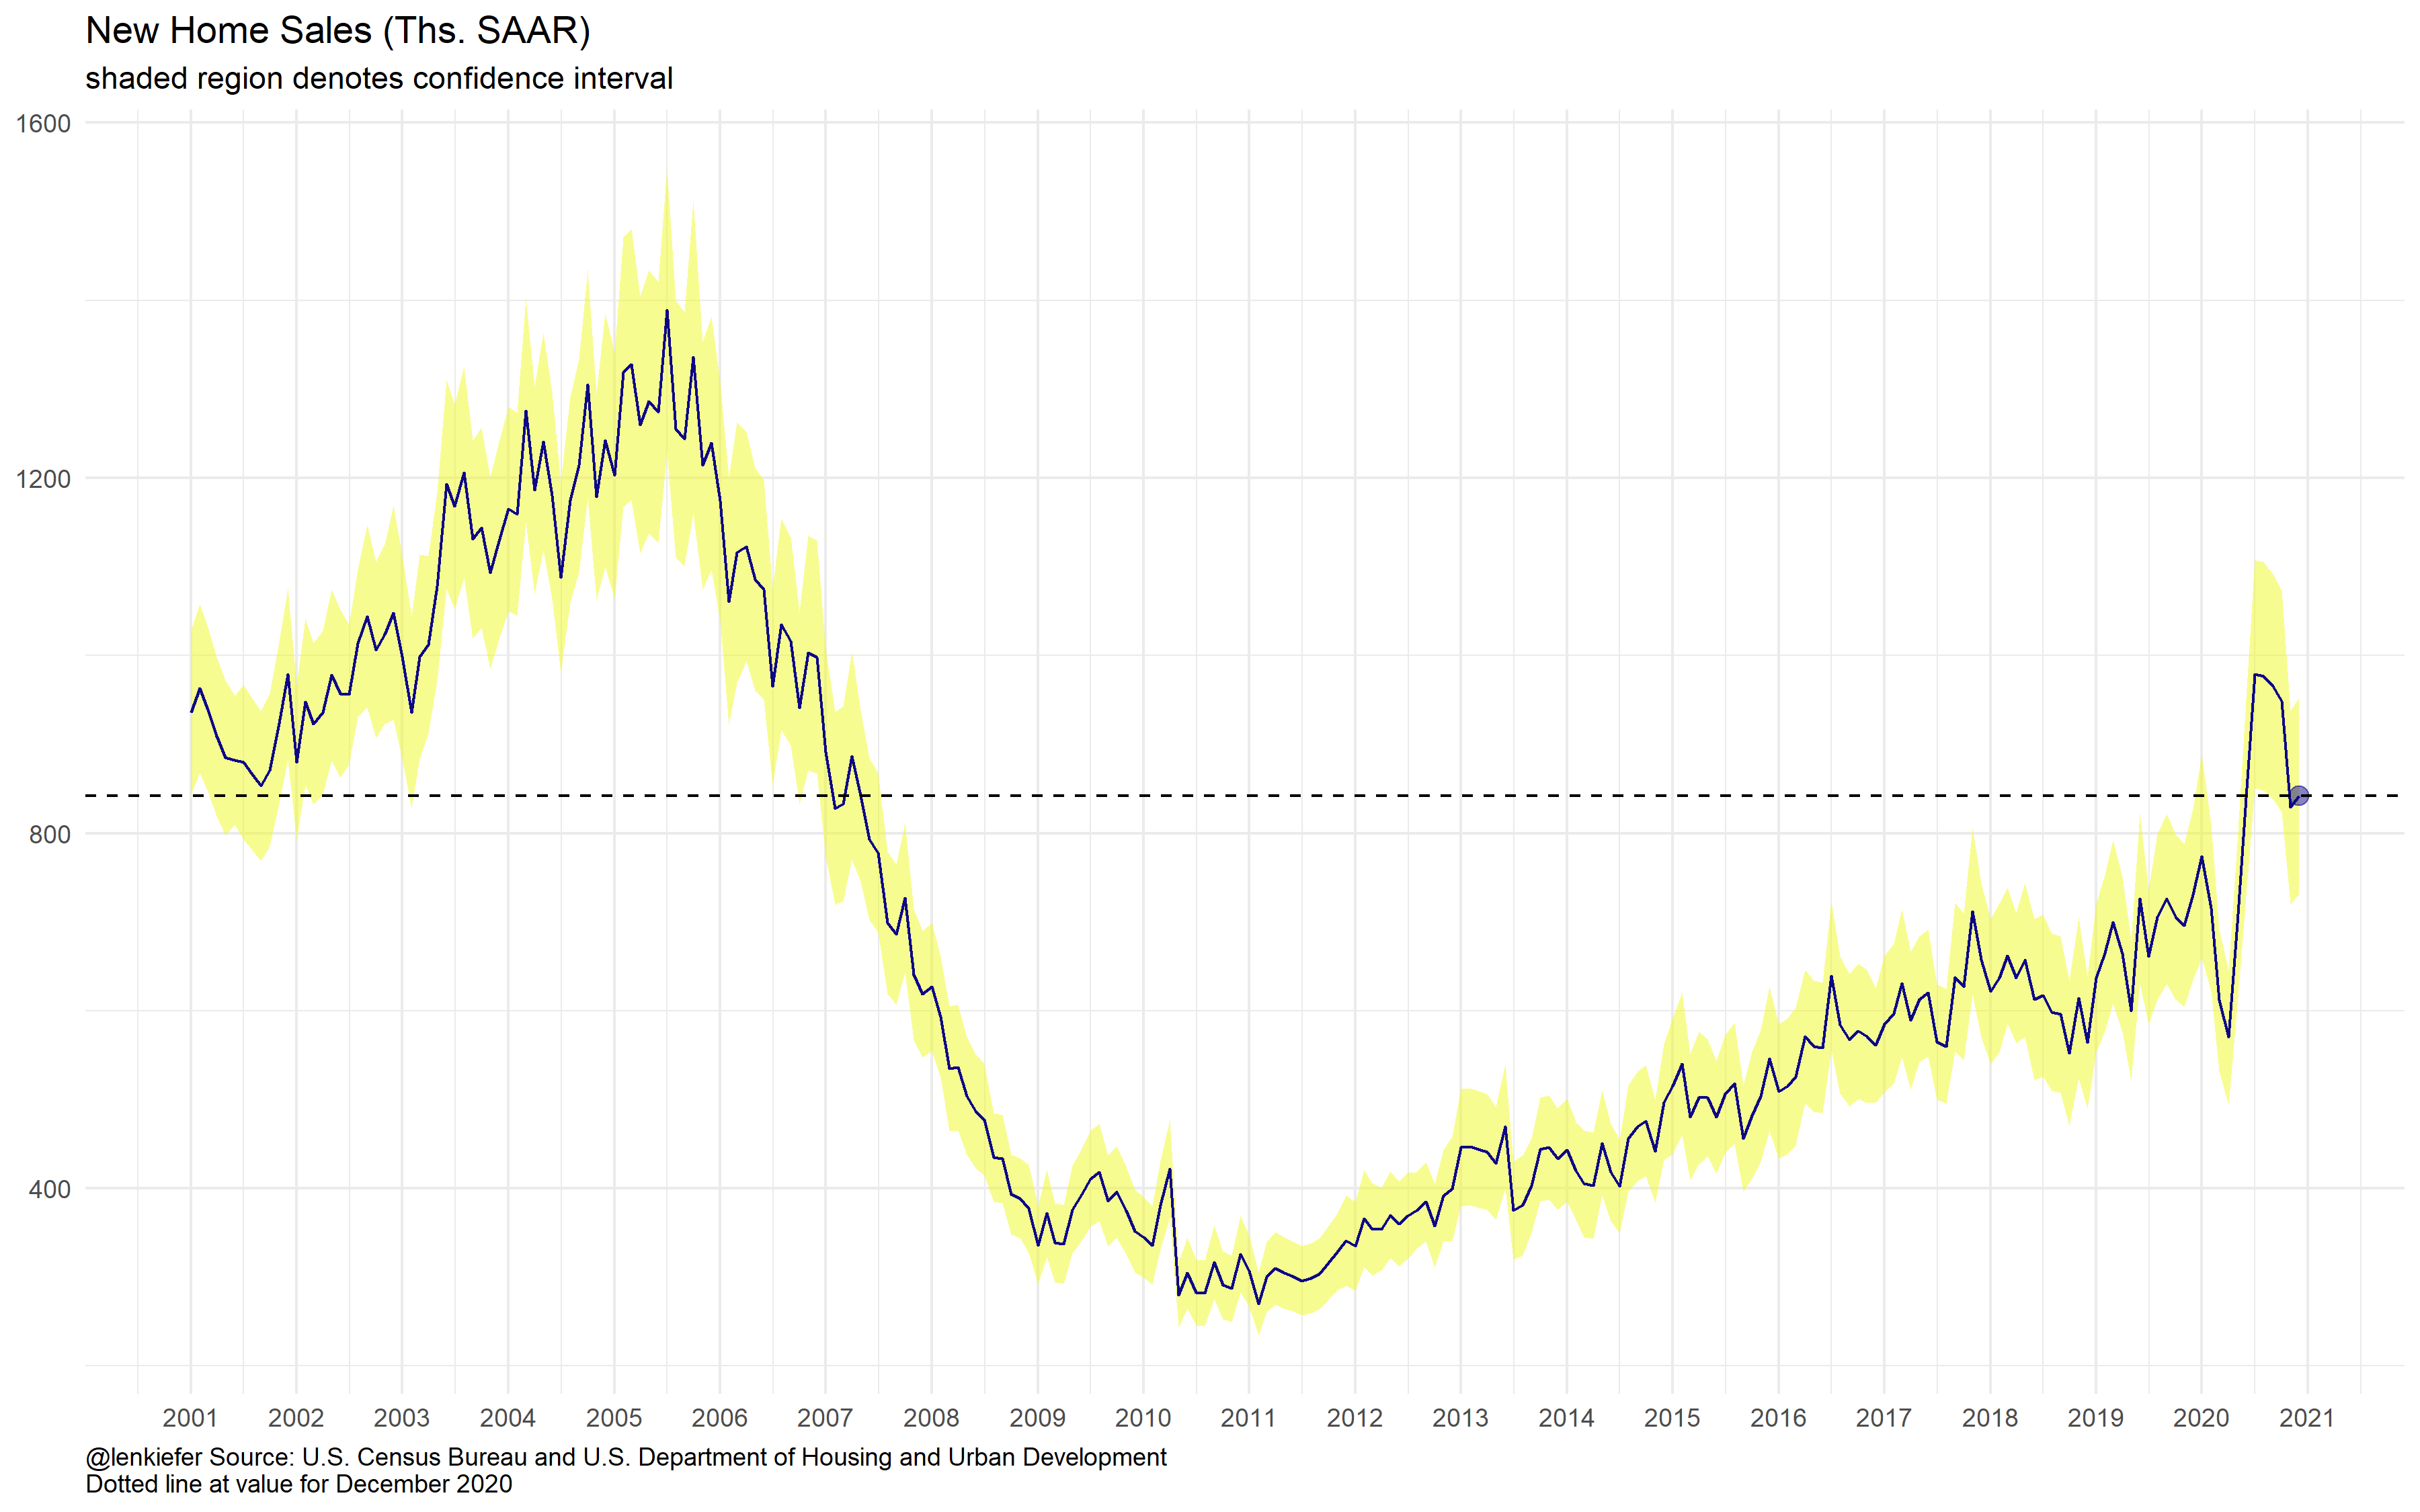 New Home Sales (Ths. SAAR)
shaded region denotes confidence interval
1600
1200
800
400
2001 2002 2003 2004 2005 2006 2007 2008 2009 2010 2011 2012 2013 2014 2015 2016 2017 2018 2019 2020 2021
@lenkiefer Source: U.S. Census Bureau and U.S. Department of Housing and Urban Development
Dotted line at value for December 2020